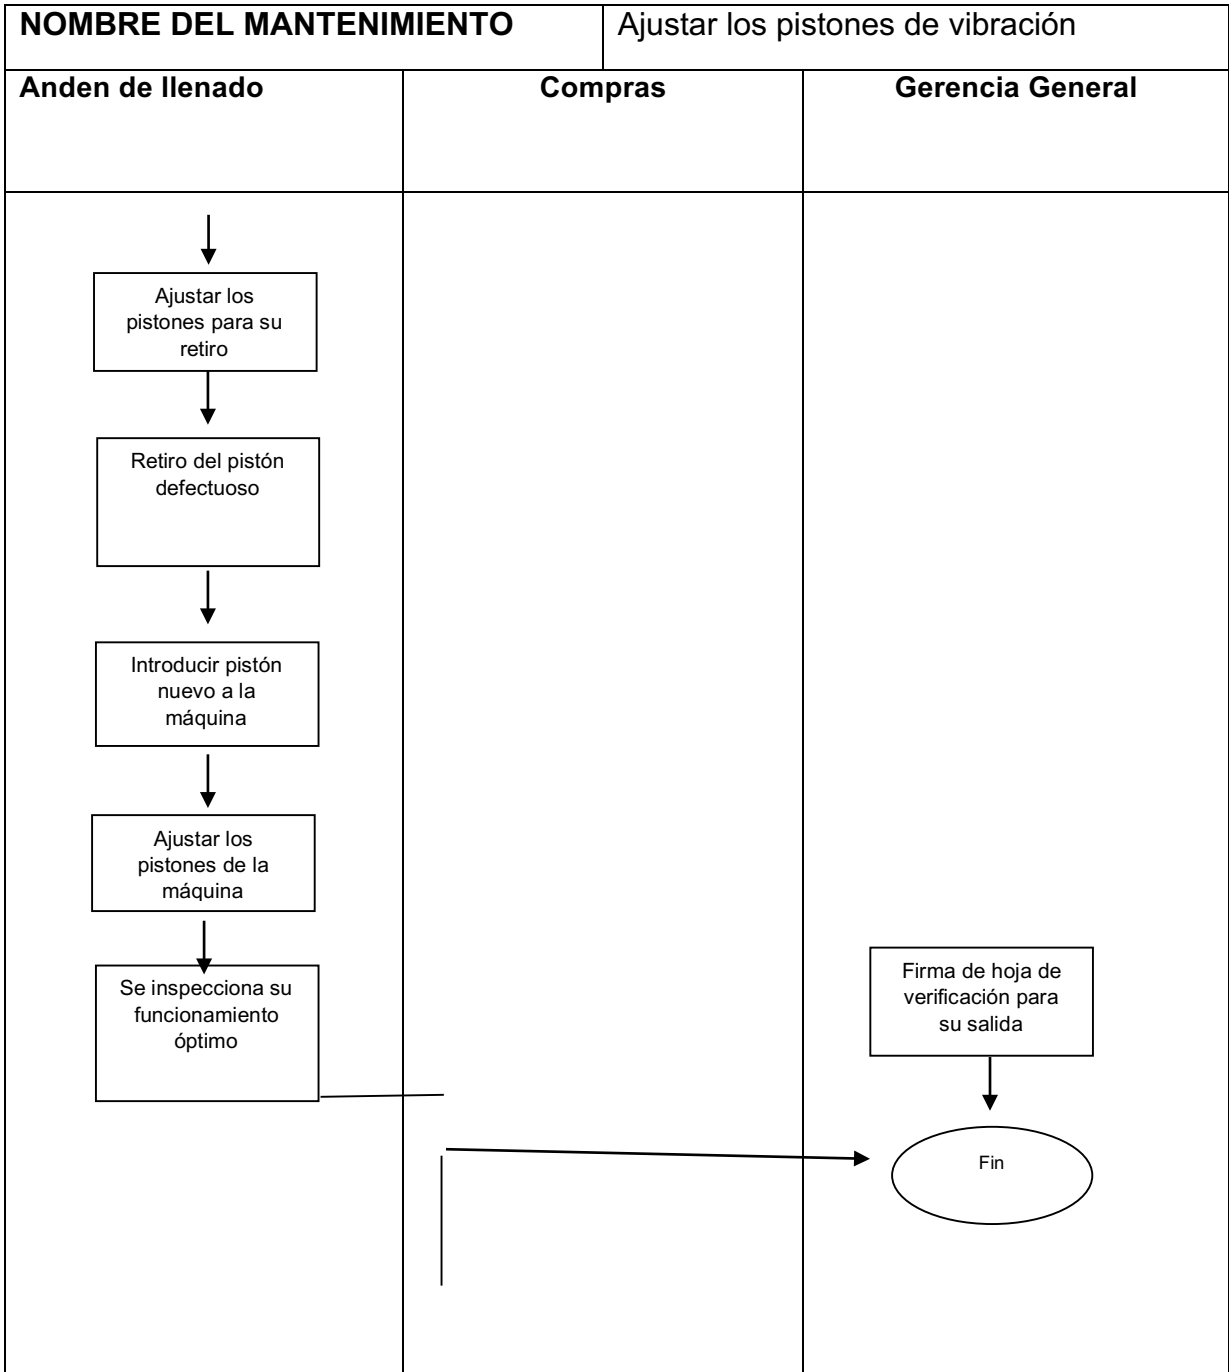 NOMBRE DEL MANTENIMIENTO
Ajustar los pistones de vibración
Anden de llenado
Compras
Gerencia General
Ajustar los
pistones para su
retiro
Retiro del pistón
defectuoso
Introducir pistón
nuevo a la
máquina
Ajustar los
pistones de la
máquina
Se inspecciona su
funcionamiento
óptimo
Firma de hoja de
verificación para
su salida
Fin